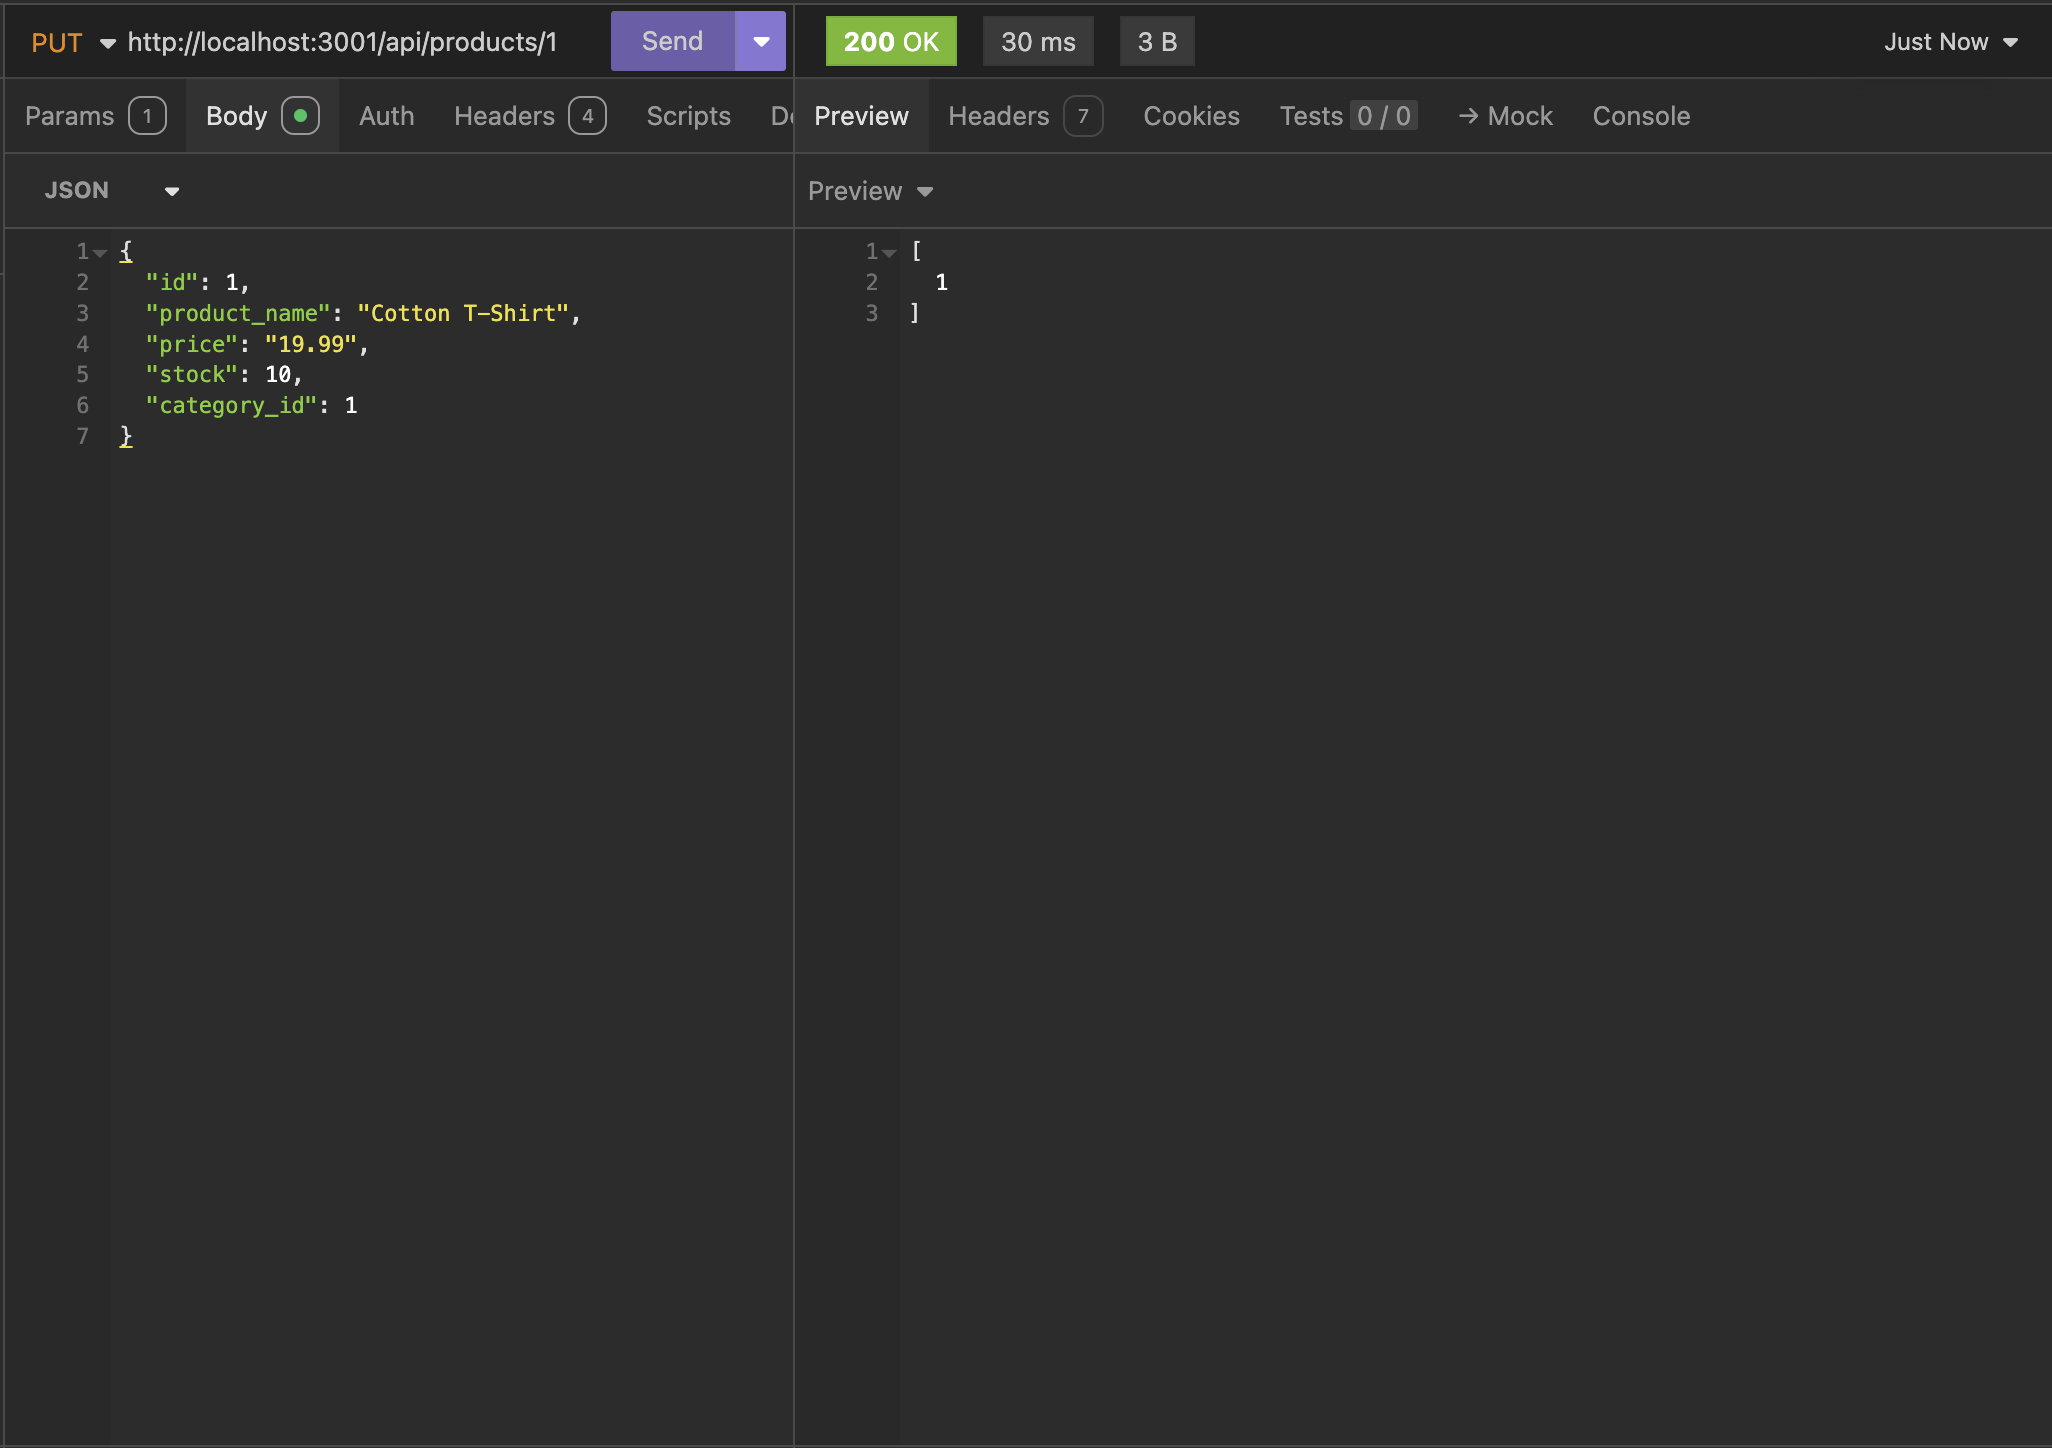 PUT http://localhost:3001/api/products/1 Send
200 OK 30 ms 3 B Just Now
Params 1 Body Auth Headers 4 Scripts Do
Preview Headers 7 Cookies Tests 0 / 0 → Mock Console
JSON
Preview
1 {
2 "id": 1,
3 "product_name": "Cotton T-Shirt",
4 "price": "19.99",
5 "stock": 10,
6 "category_id": 1
7 }
1 [
2 1
3 ]